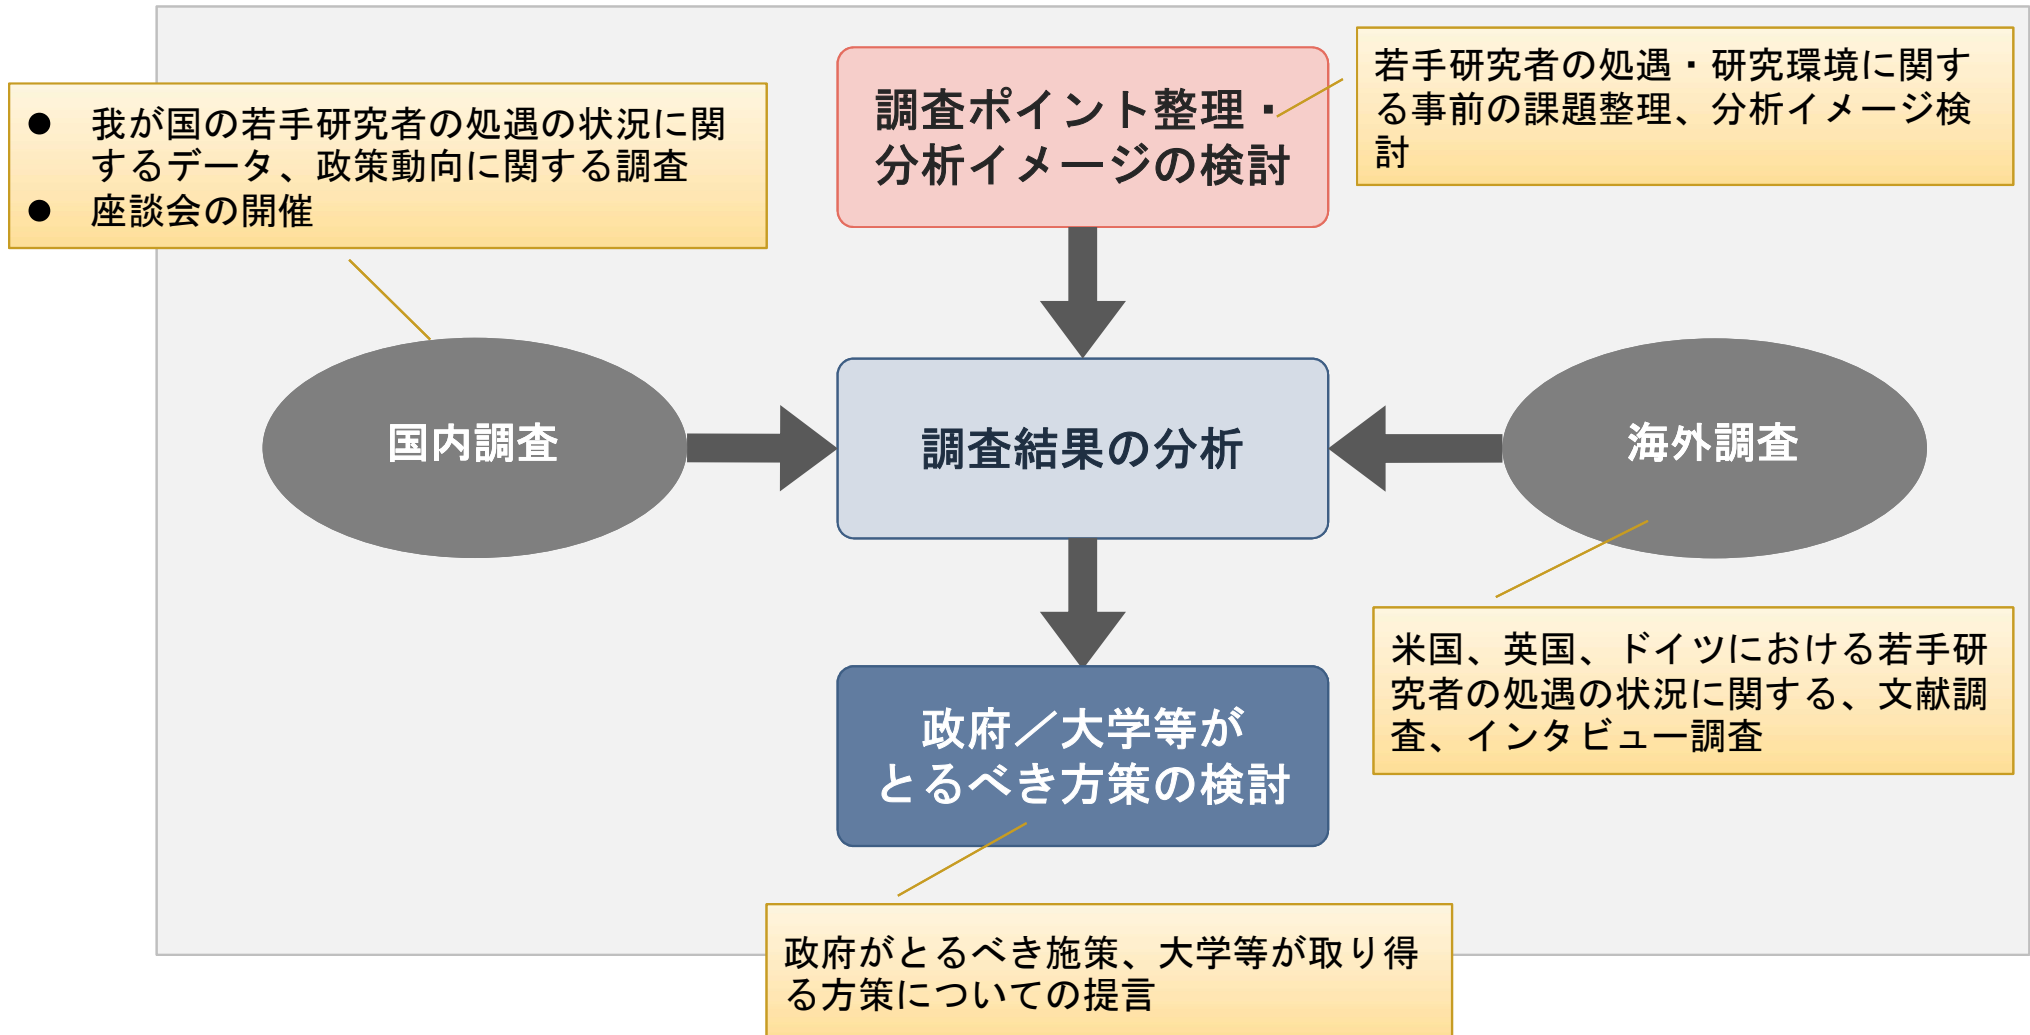 調査ポイント整理・
分析イメージの検討
若手研究者の処遇・研究環境に関す
る事前の課題整理、分析イメージ検
討
● 我が国の若手研究者の処遇の状況に関
するデータ、政策動向に関する調査
● 座談会の開催
国内調査
調査結果の分析
海外調査
米国、英国、ドイツにおける若手研
究者の処遇の状況に関する、文献調
査、インタビュー調査
政府／大学等が
とるべき方策の検討
政府がとるべき施策、大学等が取り得
る方策についての提言